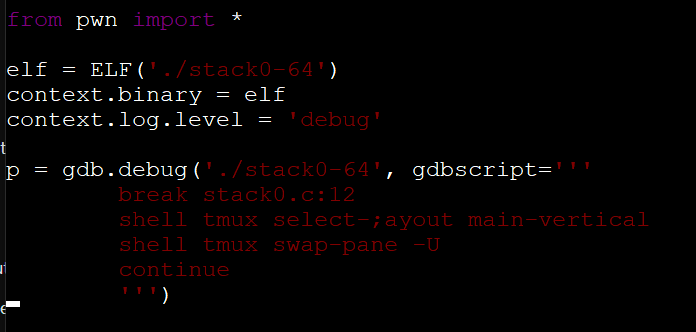 from pwn import *
elf = ELF('./stack0-64')
context.binary = elf
context.log.level = 'debug'
p = gdb.debug('./stack0-64', gdbscript='''
break stack0.c:12
shell tmux select-;ayout main-vertical
shell tmux swap-pane -U
continue
''')